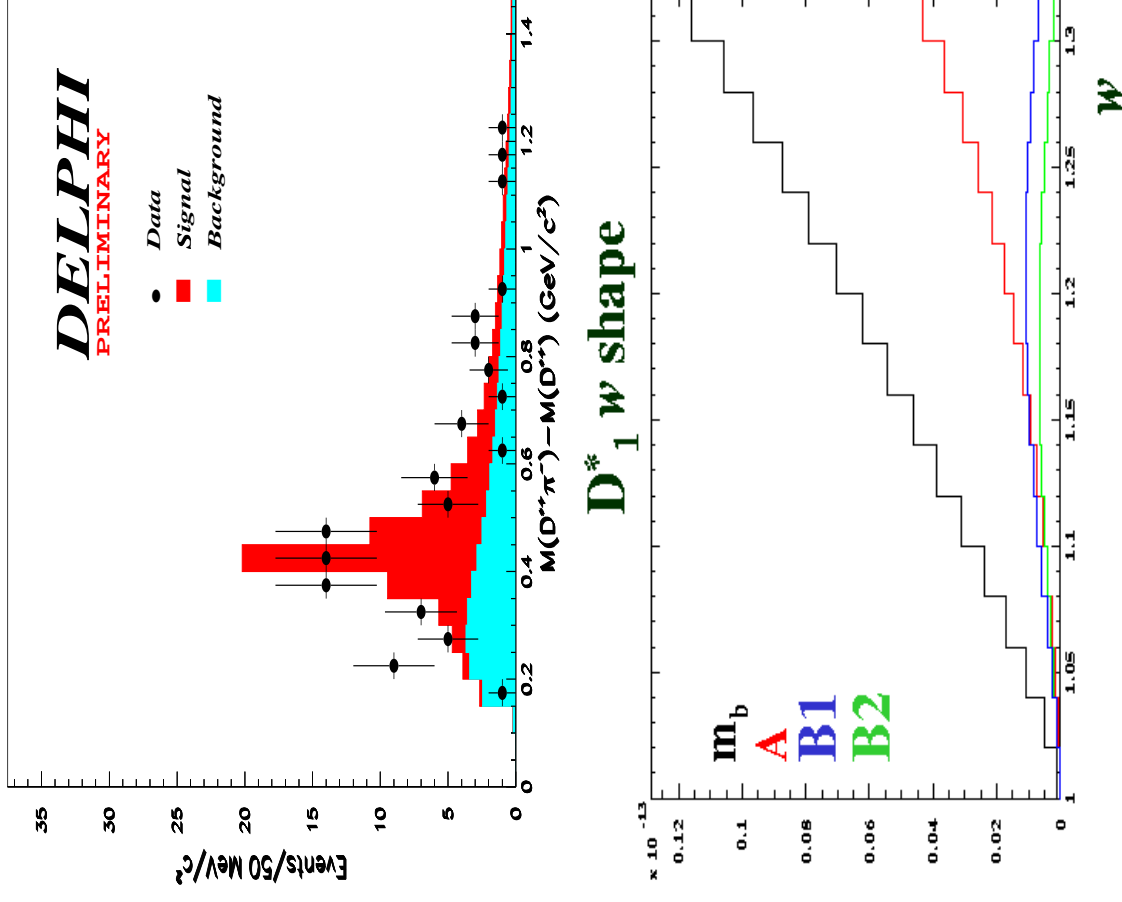 DELPHI
PRELIMINARY
Data
Signal
Background
Events/50 MeV/c²
35
30
25
20
15
10
5
0
0 0.2 0.4 0.6 0.8 1 1.2 1.4
M(D**π⁻)−M(D**) (GeV/c²)
D*₁ w shape
x 10 ⁻¹³
0.12
0.1
0.08
0.06
0.04
0.02
0
m_b
A
B1
B2
1 1.05 1.1 1.15 1.2 1.25 1.3
w